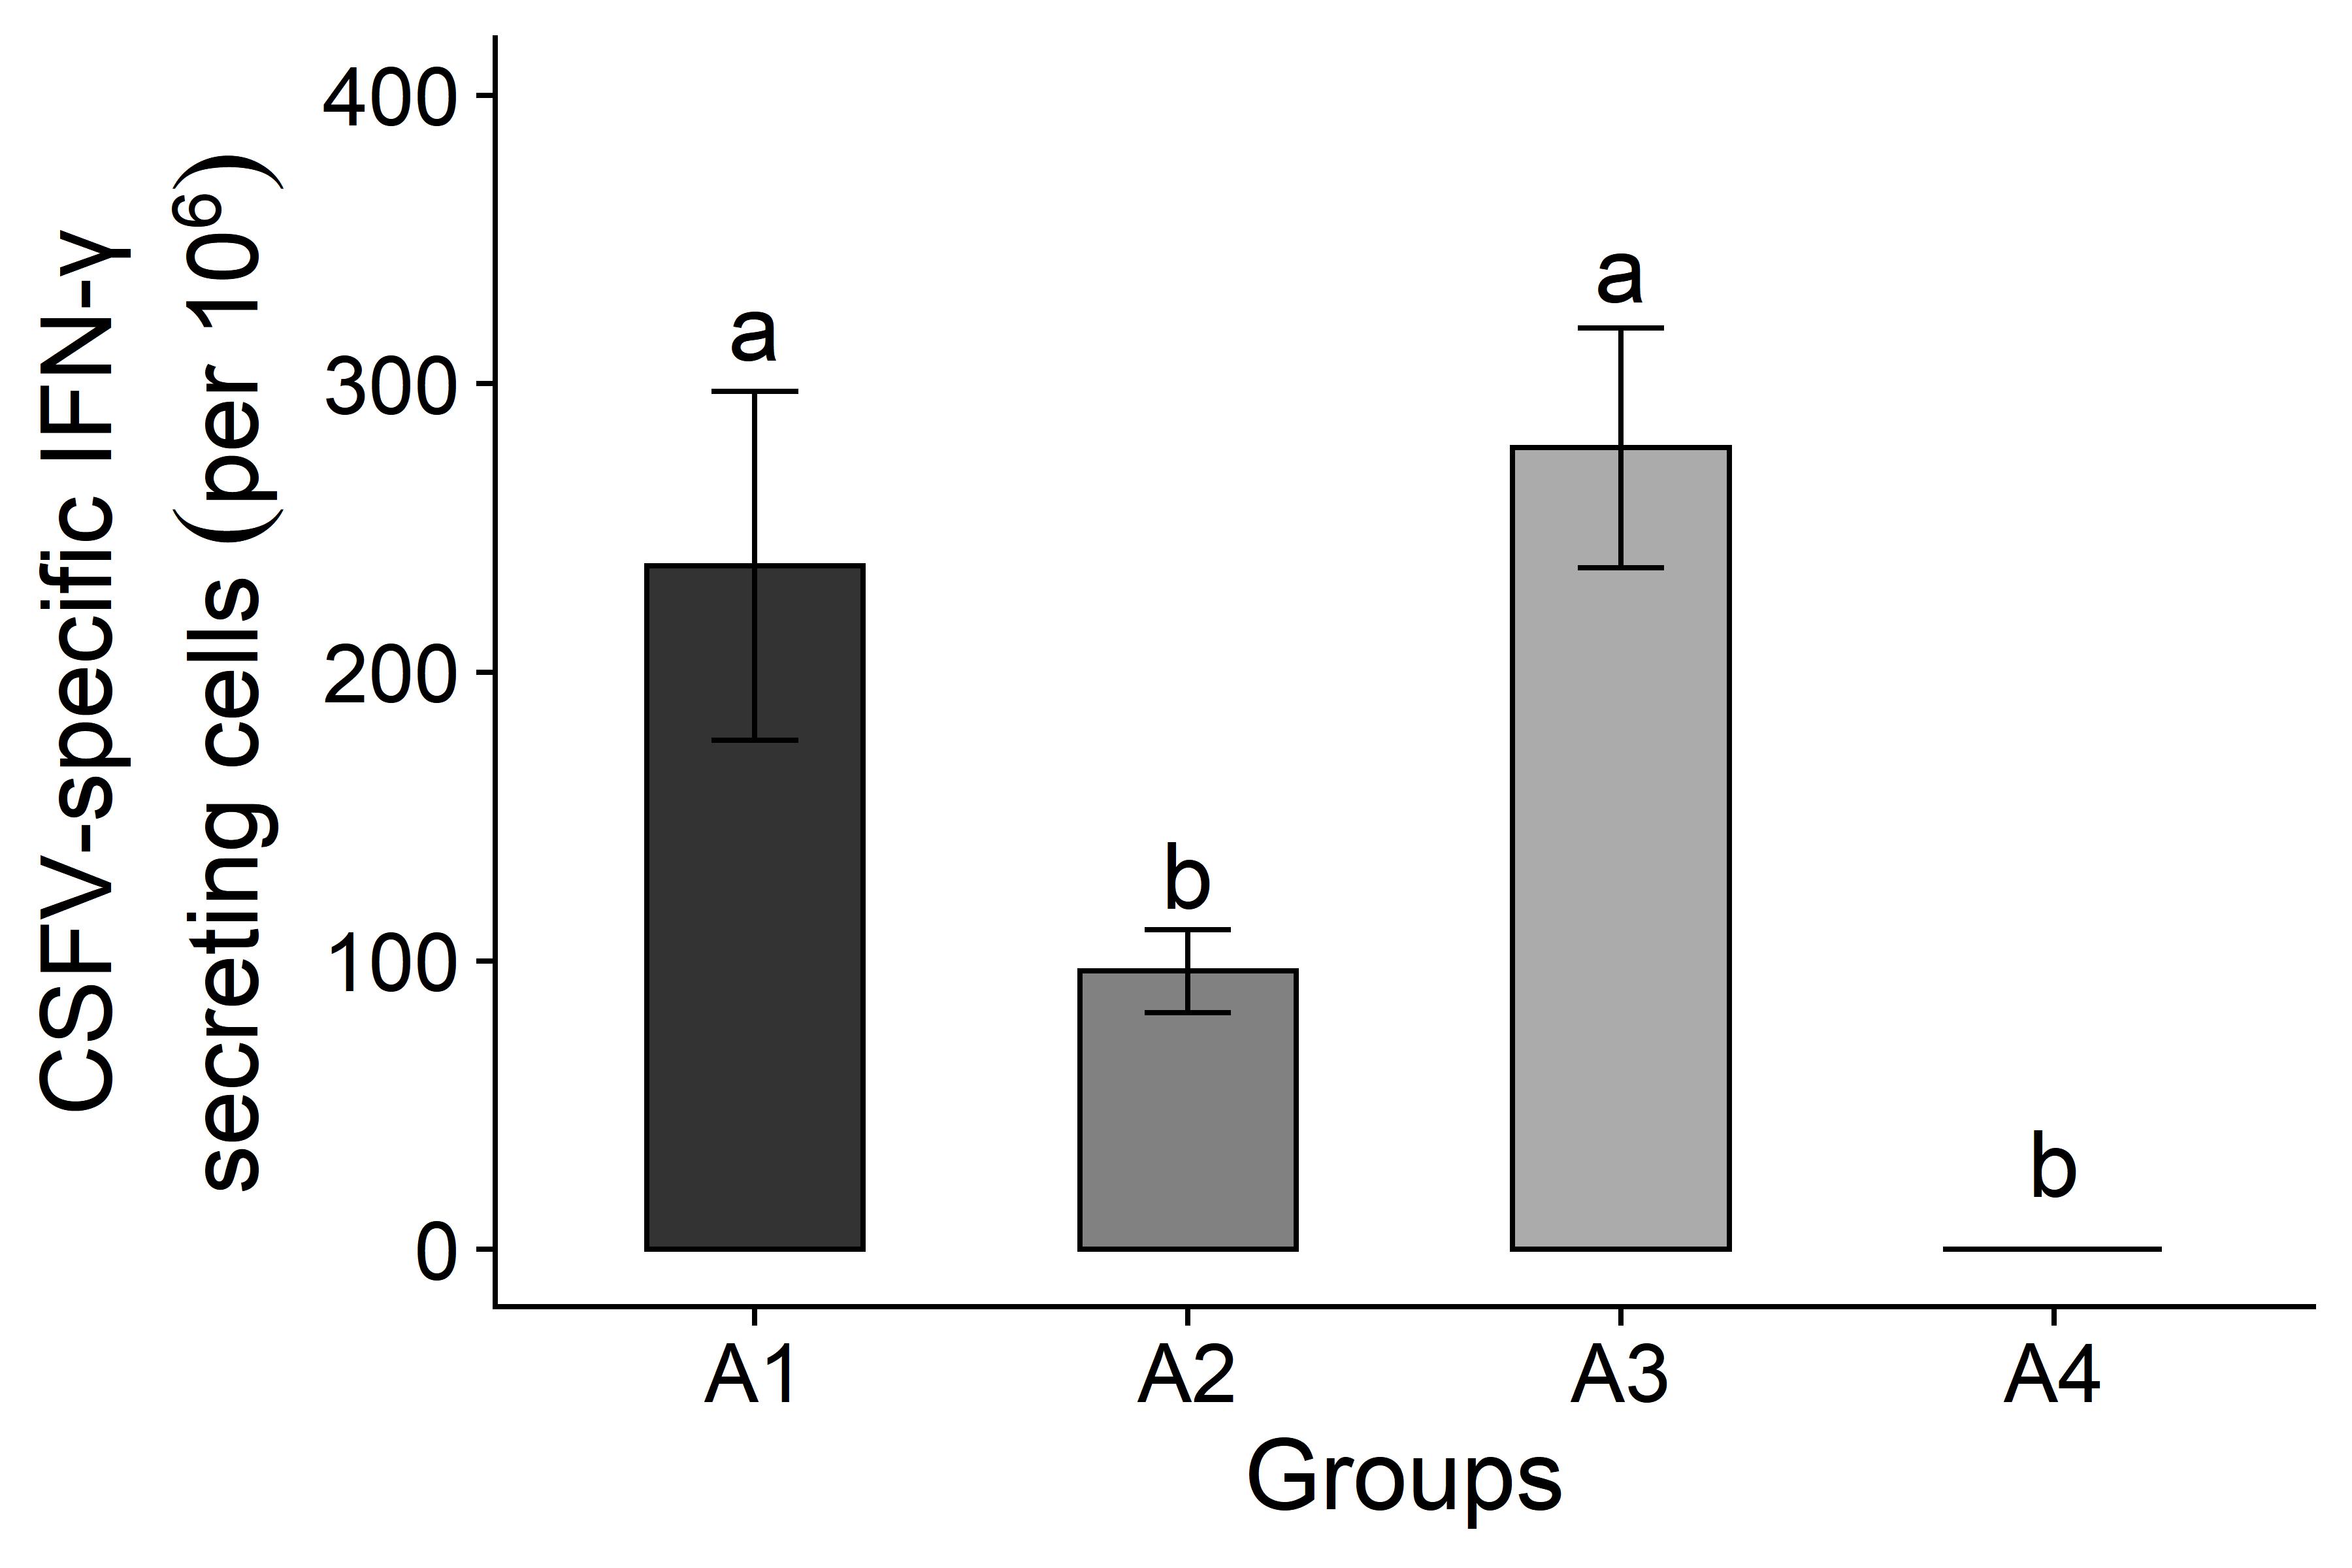 CSFV-specific IFN-γ
secreting cells (per 10⁶)
400
300
200
100
0
a
b
a
b
A1
A2
A3
A4
Groups